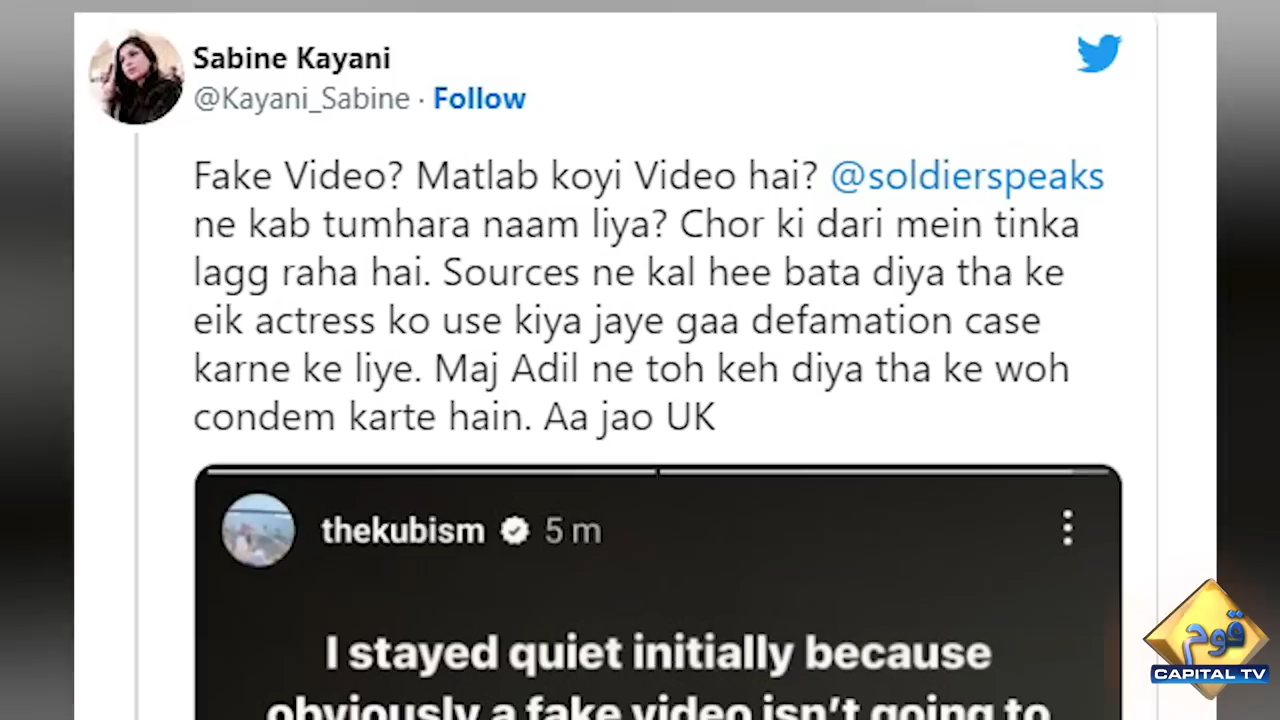 Sabine Kayani
@Kayani_Sabine · Follow
Fake Video? Matlab koyi Video hai? @soldierspeaks
ne kab tumhara naam liya? Chor ki dari mein tinka
lagg raha hai. Sources ne kal hee bata diya tha ke
eik actress ko use kiya jaye gaa defamation case
karne ke liye. Maj Adil ne toh keh diya tha ke woh
condem karte hain. Aa jao UK
thekubism 5 m
I stayed quiet initially because
obviously a fake video isn't going to
CAPITAL TV